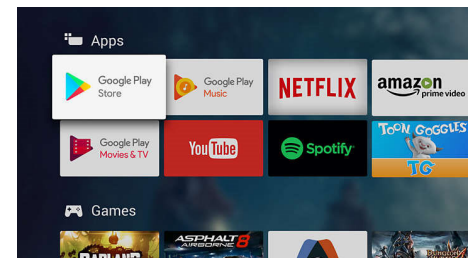 Apps
Google Play
Store
Google Play
Music
NETFLIX
amazon
prime video
Google Play
Movies & TV
YouTube
Spotify
TOON GOGGLES
TG
Games
BADLAND
ASPHALT 8
AIRBORNE